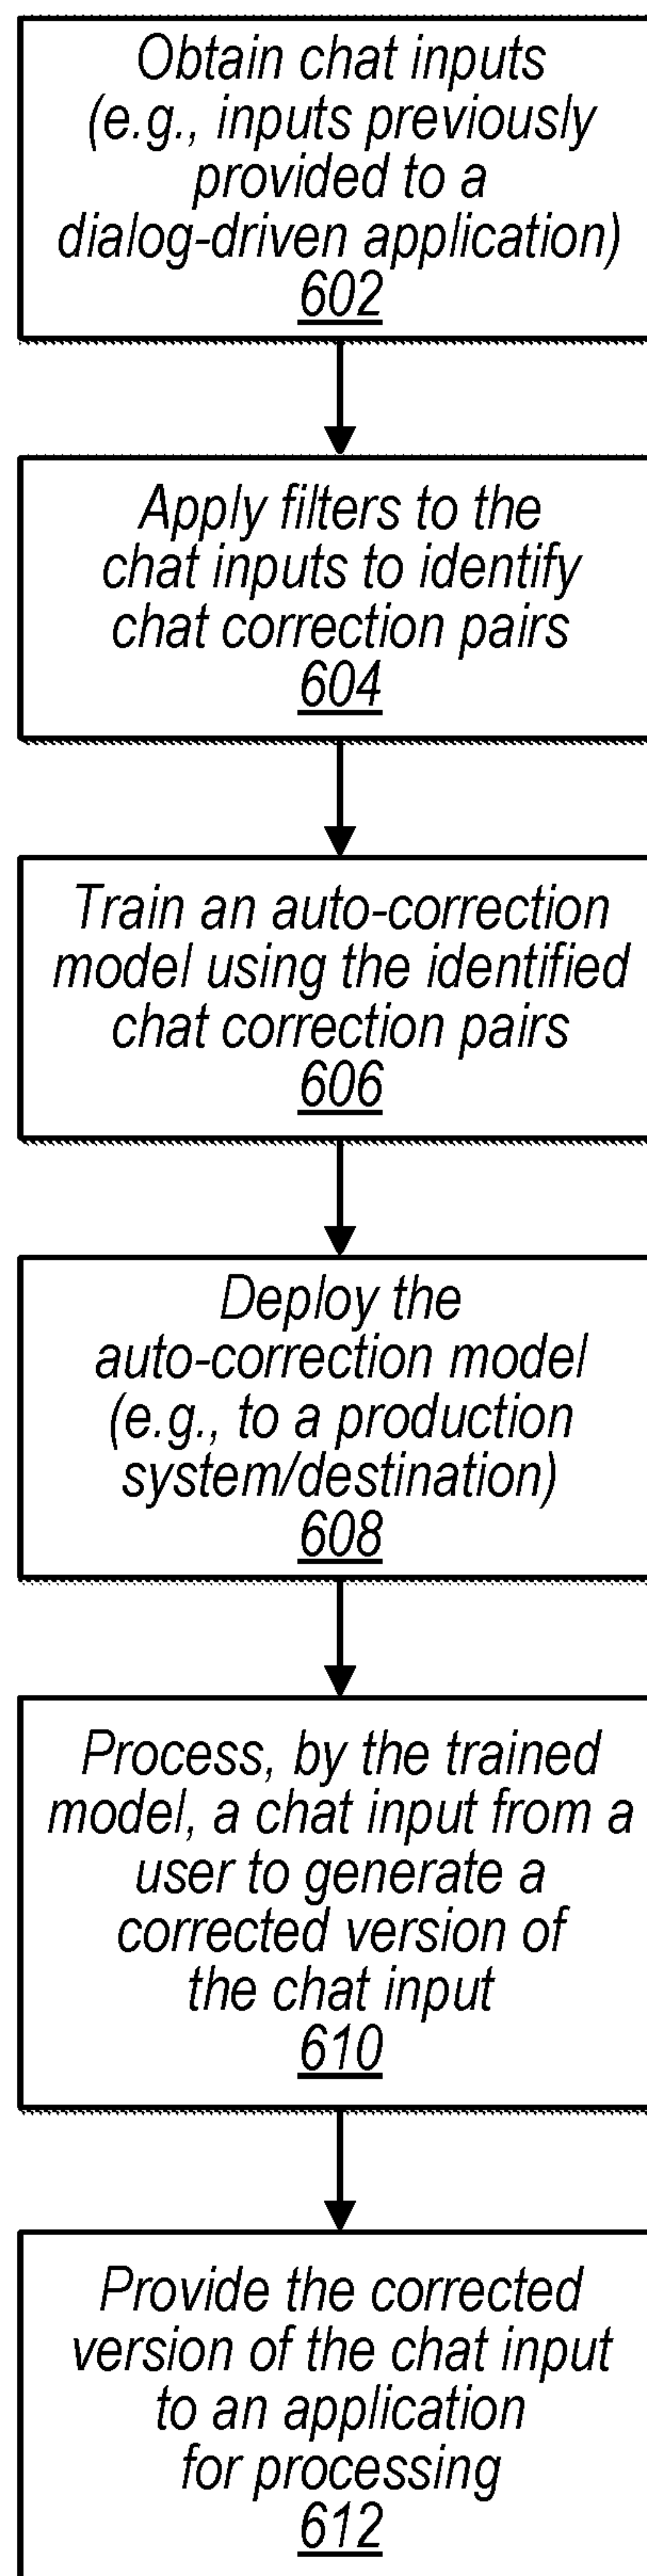 Obtain chat inputs
(e.g., inputs previously
provided to a
dialog-driven application)
602
Apply filters to the
chat inputs to identify
chat correction pairs
604
Train an auto-correction
model using the identified
chat correction pairs
606
Deploy the
auto-correction model
(e.g., to a production
system/destination)
608
Process, by the trained
model, a chat input from a
user to generate a
corrected version of
the chat input
610
Provide the corrected
version of the chat input
to an application
for processing
612